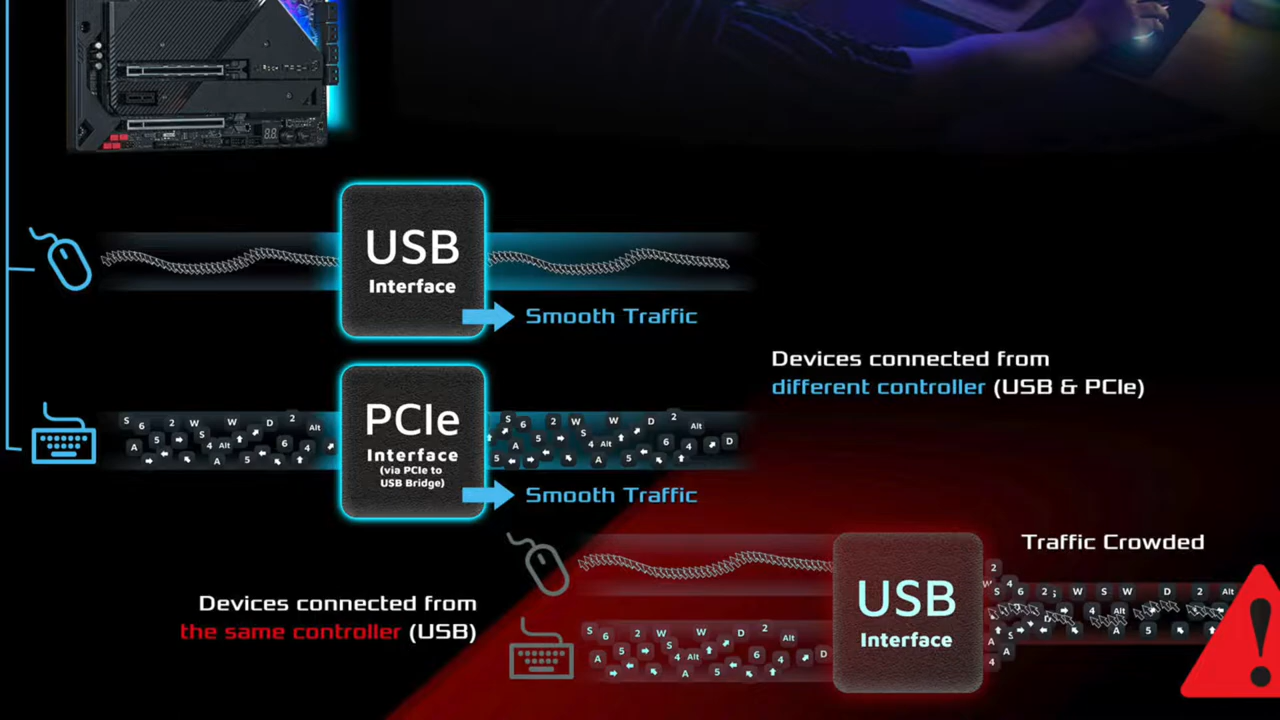 USB
Interface
Smooth Traffic
Devices connected from
different controller (USB & PCIe)
PCIe
Interface
(via PCIe to
USB Bridge)
Smooth Traffic
Traffic Crowded
Devices connected from
the same controller (USB)
USB
Interface